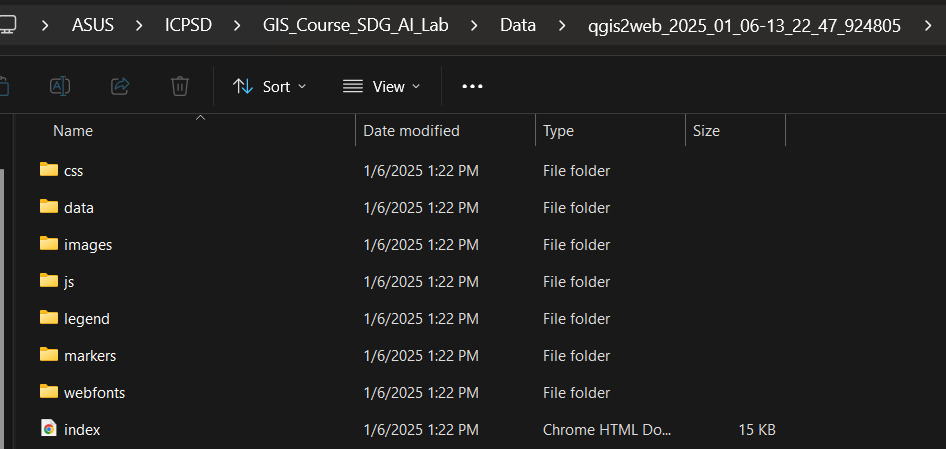 ASUS > ICPSD > GIS_Course_SDG_AI_Lab > Data > qgis2web_2025_01_06-13_22_47_924805 >
Sort View •••
Name Date modified Type Size
css 1/6/2025 1:22 PM File folder
data 1/6/2025 1:22 PM File folder
images 1/6/2025 1:22 PM File folder
js 1/6/2025 1:22 PM File folder
legend 1/6/2025 1:22 PM File folder
markers 1/6/2025 1:22 PM File folder
webfonts 1/6/2025 1:22 PM File folder
index 1/6/2025 1:22 PM Chrome HTML Do... 15 KB